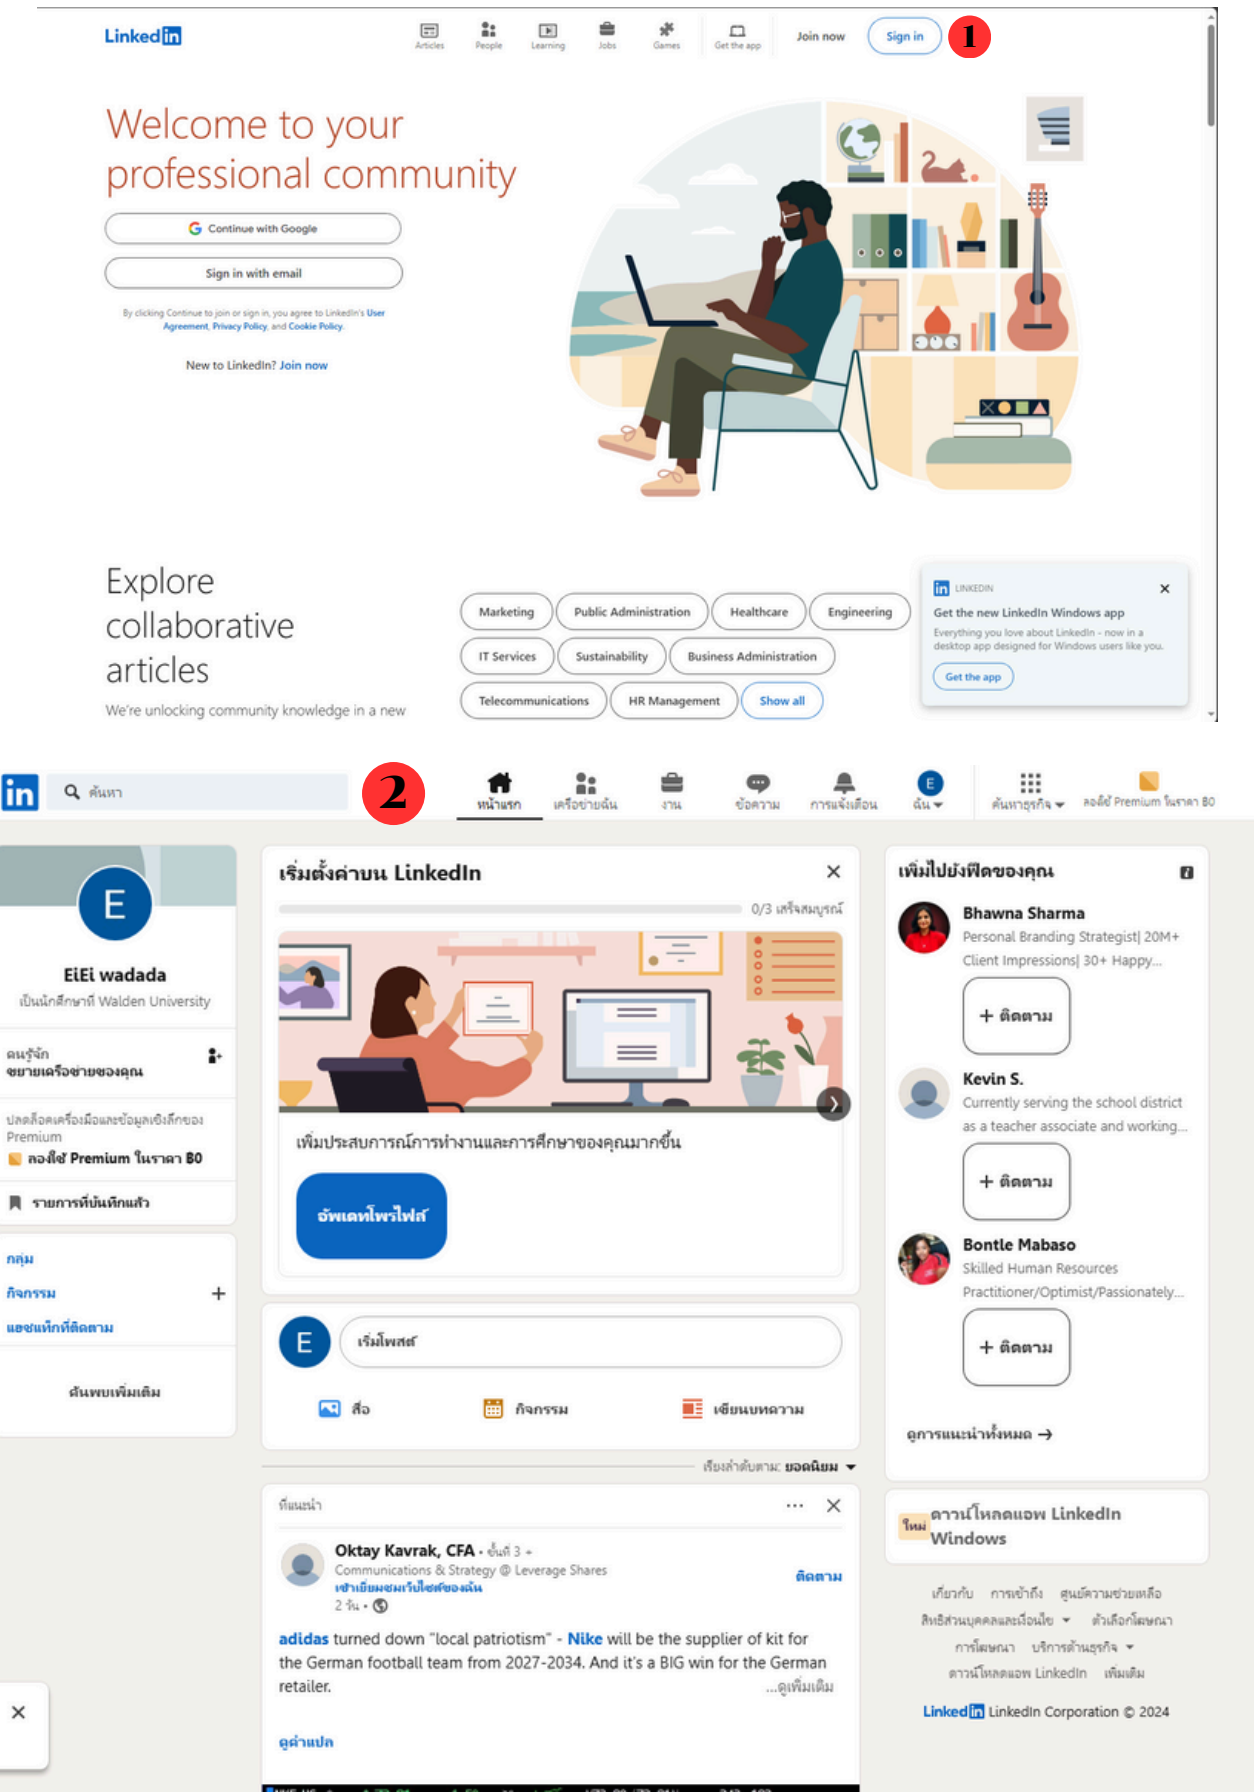 Linked in
Articles
People
Learning
Jobs
Games
Get the app
Join now
Sign in
1
Welcome to your
professional community
Continue with Google
Sign in with email
By clicking Continue to join or sign in, you agree to LinkedIn's User
Agreement, Privacy Policy, and Cookie Policy.
New to LinkedIn? Join now
Explore
collaborative
articles
We're unlocking community knowledge in a new
Marketing
Public Administration
Healthcare
Engineering
IT Services
Sustainability
Business Administration
Telecommunications
HR Management
Show all
in LINKEDIN
Get the new LinkedIn Windows app
Everything you love about LinkedIn - now in a
desktop app designed for Windows users like you.
Get the app
in
ค้นหา
2
หน้าแรก
เครือข่ายฉัน
งาน
ข้อความ
การแจ้งเตือน
E
ฉัน
ค้นหาธุรกิจ
ลองใช้ Premium ในราคา ฿0
E
EiEi wadada
เป็นนักศึกษาที่ Walden University
คนรู้จัก
ขยายเครือข่ายของคุณ
ปลดล็อคเครื่องมือและข้อมูลเชิงลึกของ
Premium
ลองใช้ Premium ในราคา ฿0
รายการที่บันทึกแล้ว
กลุ่ม
กิจกรรม
แฮชแท็กที่ติดตาม
ค้นพบเพิ่มเติม
เริ่มตั้งค่าบน LinkedIn
0/3 เสร็จสมบูรณ์
เพิ่มประสบการณ์การทำงานและการศึกษาของคุณมากขึ้น
อัพเดทโพรไฟล์
E
เริ่มโพสต์
สื่อ
กิจกรรม
เขียนบทความ
เรียงลำดับตาม: ยอดนิยม
ที่แนะนำ
Oktay Kavrak, CFA • ขั้นที่ 3 +
Communications & Strategy @ Leverage Shares
เข้าเยี่ยมชมเว็บไซต์ของฉัน
2 วัน •
ติดตาม
adidas turned down "local patriotism" - Nike will be the supplier of kit for
the German football team from 2027-2034. And it's a BIG win for the German
retailer.
...ดูเพิ่มเติม
ดูคำแปล
เพิ่มไปยังฟีดของคุณ
Bhawna Sharma
Personal Branding Strategist| 20M+
Client Impressions| 30+ Happy...
+ ติดตาม
Kevin S.
Currently serving the school district
as a teacher associate and working...
+ ติดตาม
Bontle Mabaso
Skilled Human Resources
Practitioner/Optimist/Passionately...
+ ติดตาม
ดูการแนะนำทั้งหมด →
ใหม่
ดาวน์โหลดแอพ LinkedIn
Windows
เกี่ยวกับ การเข้าถึง ศูนย์ความช่วยเหลือ
สิทธิส่วนบุคคลและเงื่อนไข ตัวเลือกโฆษณา
การโฆษณา บริการด้านธุรกิจ
ดาวน์โหลดแอพ LinkedIn เพิ่มเติม
Linked in LinkedIn Corporation © 2024